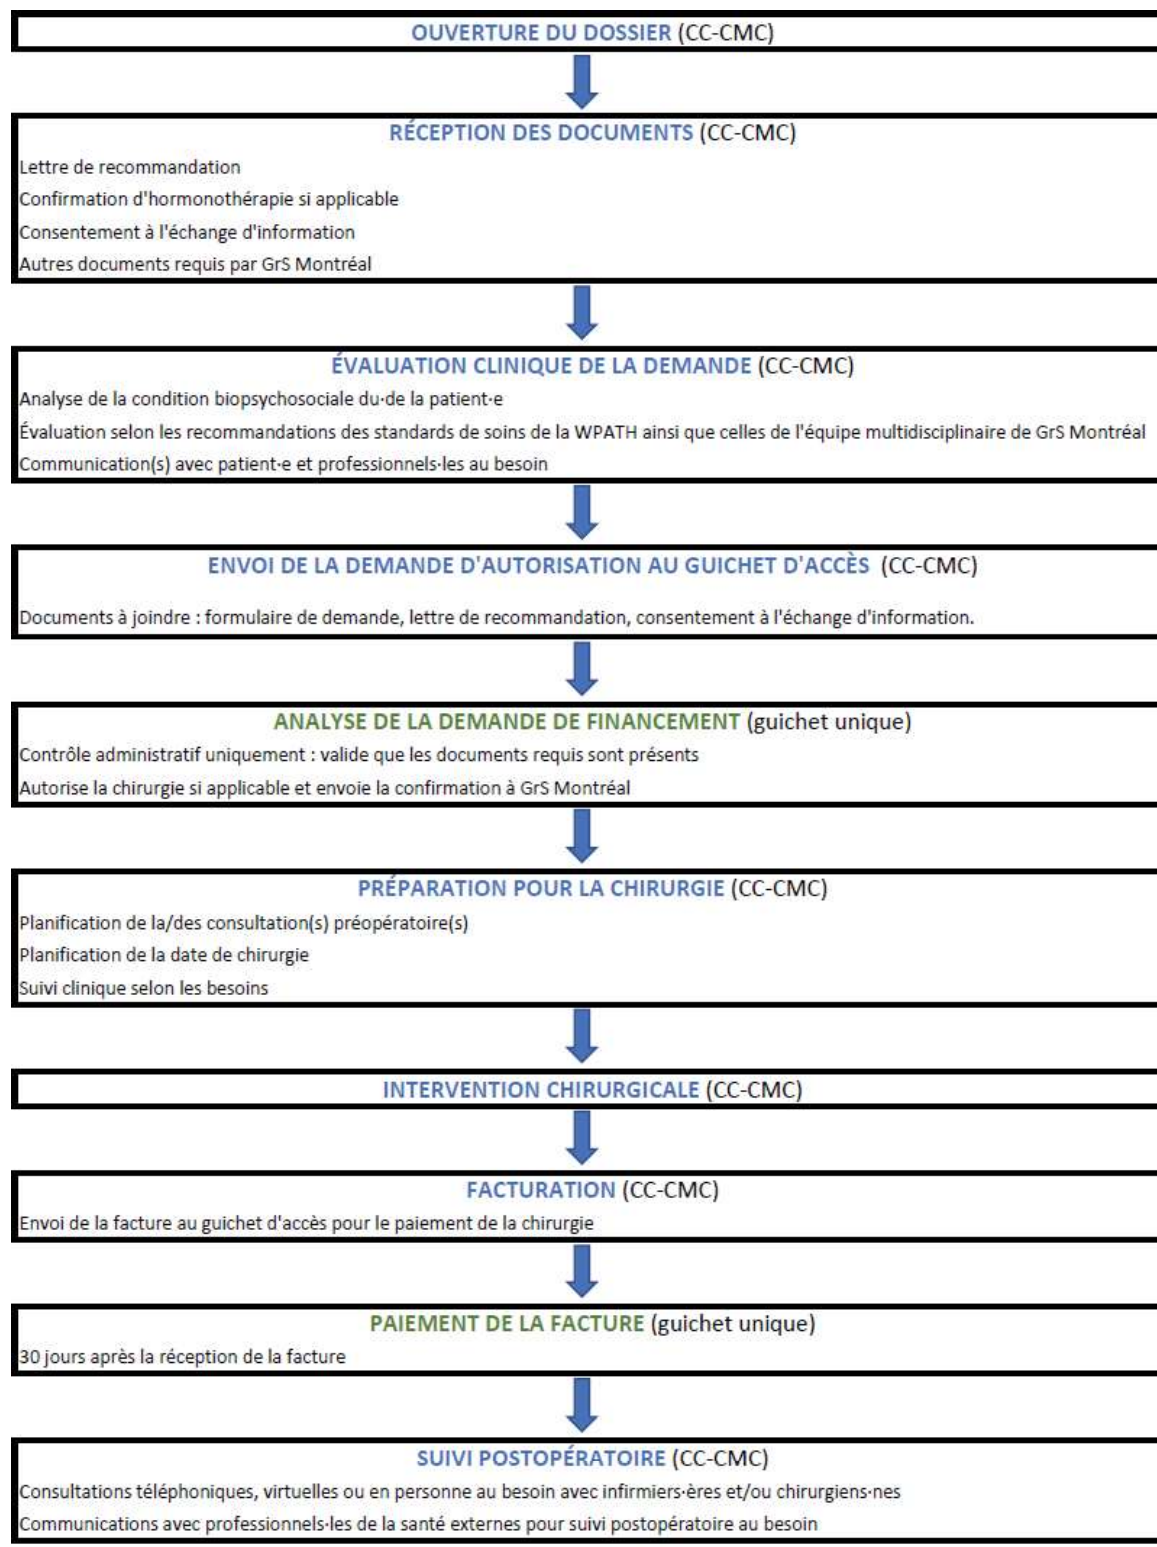 OUVERTURE DU DOSSIER (CC-CMC)
RÉCEPTION DES DOCUMENTS (CC-CMC)
Lettre de recommandation
Confirmation d'hormonothérapie si applicable
Consentement à l'échange d'information
Autres documents requis par GrS Montréal
ÉVALUATION CLINIQUE DE LA DEMANDE (CC-CMC)
Analyse de la condition biopsychosociale du·de la patient·e
Évaluation selon les recommandations des standards de soins de la WPATH ainsi que celles de l'équipe multidisciplinaire de GrS Montréal
Communication(s) avec patient·e et professionnels·les au besoin
ENVOI DE LA DEMANDE D'AUTORISATION AU GUICHET D'ACCÈS (CC-CMC)
Documents à joindre : formulaire de demande, lettre de recommandation, consentement à l'échange d'information.
ANALYSE DE LA DEMANDE DE FINANCEMENT (guichet unique)
Contrôle administratif uniquement : valide que les documents requis sont présents
Autorise la chirurgie si applicable et envoie la confirmation à GrS Montréal
PRÉPARATION POUR LA CHIRURGIE (CC-CMC)
Planification de la/des consultation(s) préopératoire(s)
Planification de la date de chirurgie
Suivi clinique selon les besoins
INTERVENTION CHIRURGICALE (CC-CMC)
FACTURATION (CC-CMC)
Envoi de la facture au guichet d'accès pour le paiement de la chirurgie
PAIEMENT DE LA FACTURE (guichet unique)
30 jours après la réception de la facture
SUIVI POSTOPÉRATOIRE (CC-CMC)
Consultations téléphoniques, virtuelles ou en personne au besoin avec infirmiers·ères et/ou chirurgiens·nes
Communications avec professionnels·les de la santé externes pour suivi postopératoire au besoin